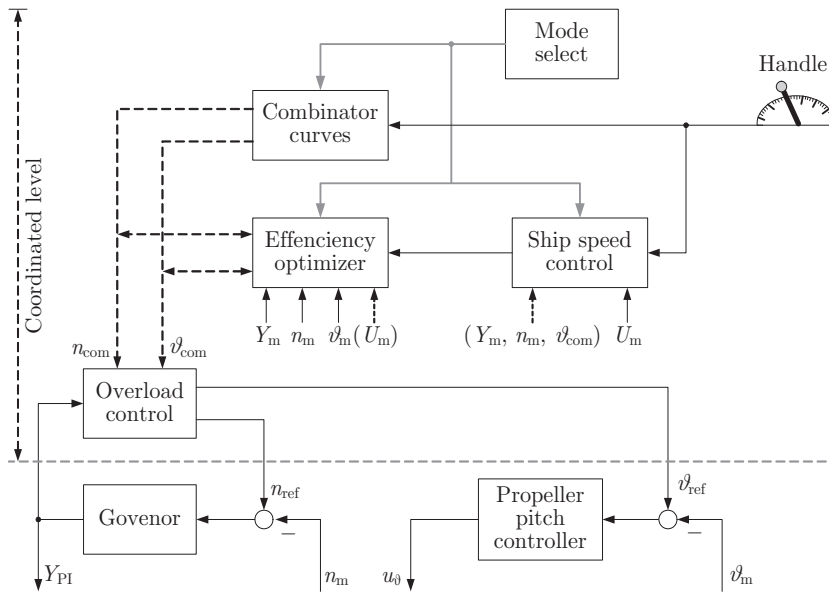 Mode
select
Handle
Combinator
curves
Coordinated level
Effenciency
optimizer
Ship speed
control
Y_m n_m ϑ_m (U_m)
(Y_m, n_m, ϑ_com) U_m
n_com ϑ_com
Overload
control
n_ref
ϑ_ref
Govenor
Propeller
pitch
controller
−
−
Y_PI
n_m
u_ϑ
ϑ_m